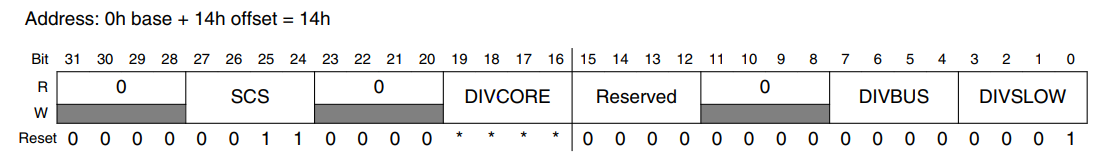 Address: 0h base + 14h offset = 14h
Bit 31 30 29 28 27 26 25 24 23 22 21 20 19 18 17 16 15 14 13 12 11 10 9 8 7 6 5 4 3 2 1 0
R 0 SCS 0 DIVCORE Reserved 0 DIVBUS DIVSLOW
W
Reset 0 0 0 0 0 0 1 1 0 0 0 0 * * * * 0 0 0 0 0 0 0 0 0 0 0 0 0 0 0 1